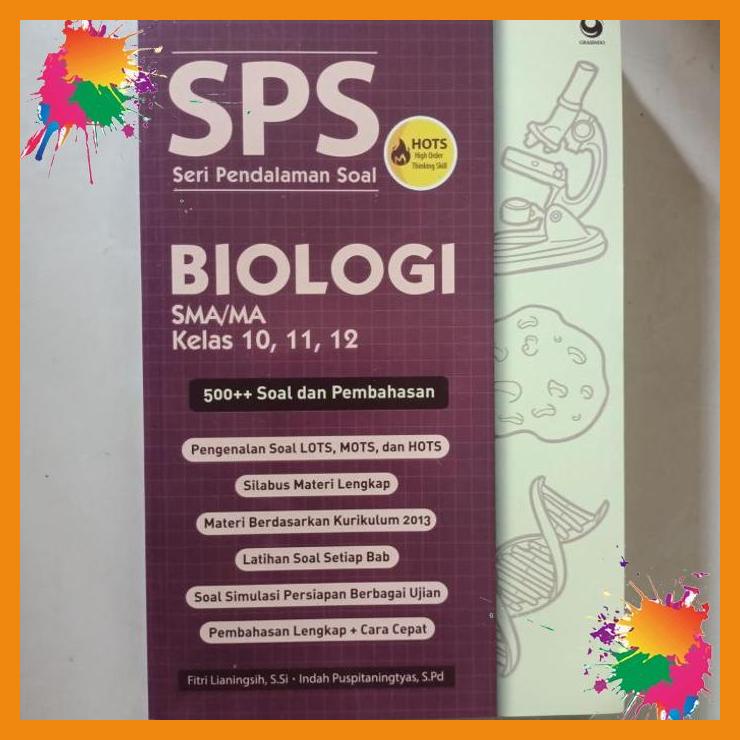 GRASINDO
SPS
Seri Pendalaman Soal
HOTS
High Order
Thinking Skill
BIOLOGI
SMA/MA
Kelas 10, 11, 12
500++ Soal dan Pembahasan
Pengenalan Soal LOTS, MOTS, dan HOTS
Silabus Materi Lengkap
Materi Berdasarkan Kurikulum 2013
Latihan Soal Setiap Bab
Soal Simulasi Persiapan Berbagai Ujian
Pembahasan Lengkap + Cara Cepat
Fitri Lianingsih, S.Si • Indah Puspitaningtyas, S.Pd